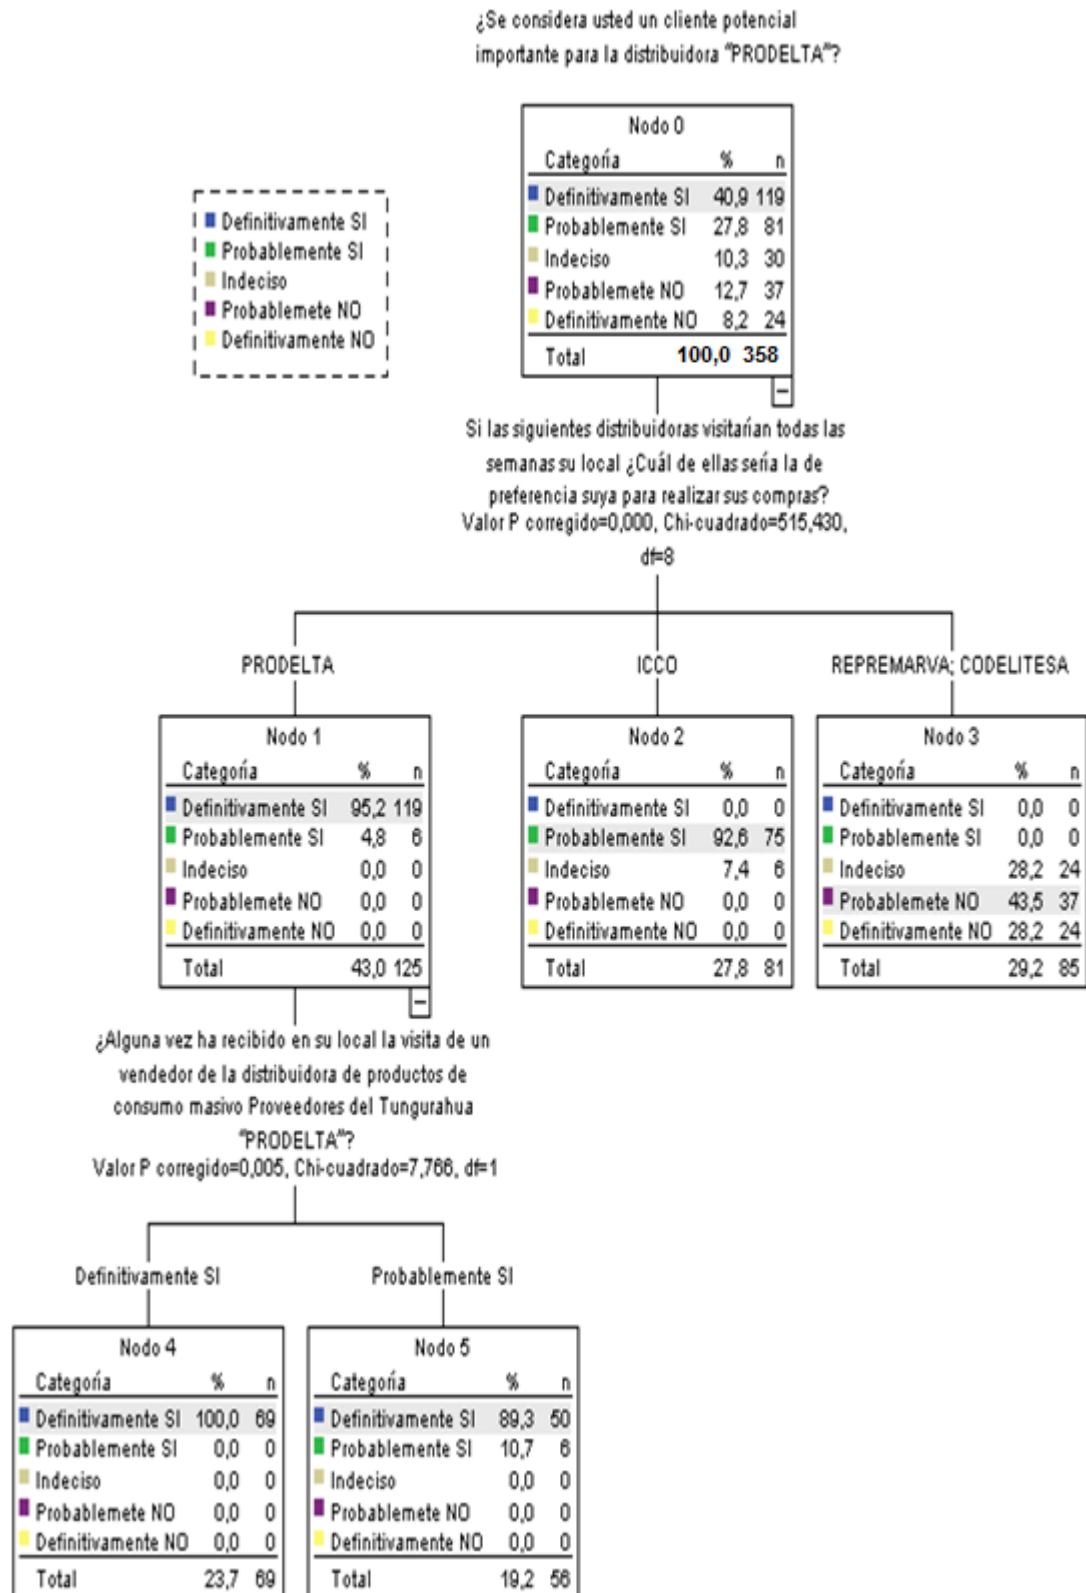 ¿Se considera usted un cliente potencial
importante para la distribuidora "PRODELTA"?
Nodo 0
Categoría % n
Definitivamente SI 40,9 119
Probablemente SI 27,8 81
Indeciso 10,3 30
Probablemete NO 12,7 37
Definitivamente NO 8,2 24
Total 100,0 358
Definitivamente SI
Probablemente SI
Indeciso
Probablemete NO
Definitivamente NO
Si las siguientes distribuidoras visitarían todas las
semanas su local ¿Cuál de ellas sería la de
preferencia suya para realizar sus compras?
Valor P corregido=0,000, Chi-cuadrado=515,430,
df=8
PRODELTA
ICCO
REPREMARVA; CODELITESA
Nodo 1
Categoría % n
Definitivamente SI 95,2 119
Probablemente SI 4,8 6
Indeciso 0,0 0
Probablemete NO 0,0 0
Definitivamente NO 0,0 0
Total 43,0 125
Nodo 2
Categoría % n
Definitivamente SI 0,0 0
Probablemente SI 92,6 75
Indeciso 7,4 6
Probablemete NO 0,0 0
Definitivamente NO 0,0 0
Total 27,8 81
Nodo 3
Categoría % n
Definitivamente SI 0,0 0
Probablemente SI 0,0 0
Indeciso 28,2 24
Probablemete NO 43,5 37
Definitivamente NO 28,2 24
Total 29,2 85
¿Alguna vez ha recibido en su local la visita de un
vendedor de la distribuidora de productos de
consumo masivo Proveedores del Tungurahua
"PRODELTA"?
Valor P corregido=0,005, Chi-cuadrado=7,766, df=1
Definitivamente SI
Probablemente SI
Nodo 4
Categoría % n
Definitivamente SI 100,0 69
Probablemente SI 0,0 0
Indeciso 0,0 0
Probablemete NO 0,0 0
Definitivamente NO 0,0 0
Total 23,7 69
Nodo 5
Categoría % n
Definitivamente SI 89,3 50
Probablemente SI 10,7 6
Indeciso 0,0 0
Probablemete NO 0,0 0
Definitivamente NO 0,0 0
Total 19,2 56